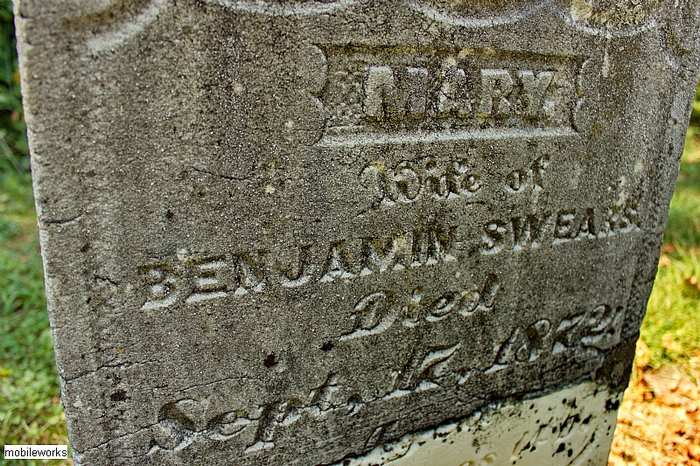 MARY
Wife of
BENJAMIN SWEARS
Died
Sept. 17, 1872
mobileworks